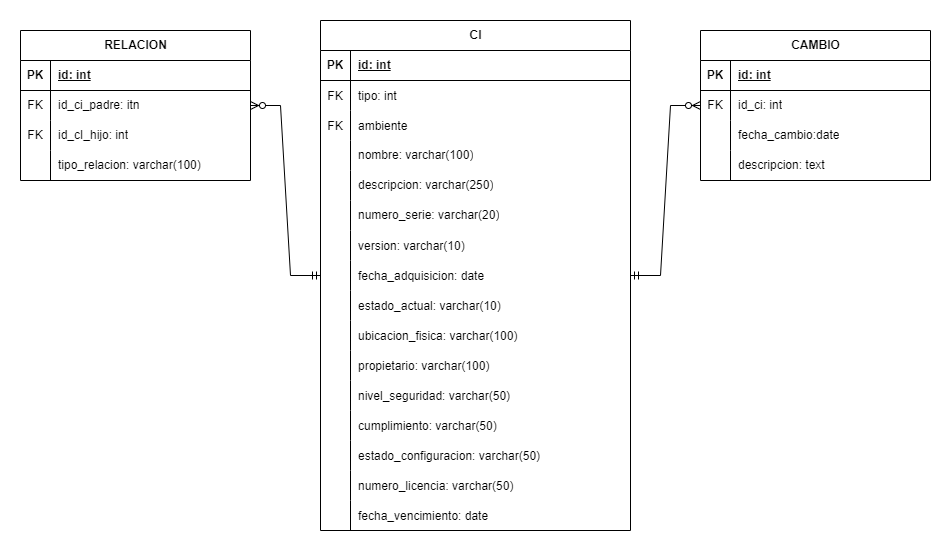 RELACION
PK id: int
FK id_ci_padre: itn
FK id_cl_hijo: int
tipo_relacion: varchar(100)
CI
PK id: int
FK tipo: int
FK ambiente
nombre: varchar(100)
descripcion: varchar(250)
numero_serie: varchar(20)
version: varchar(10)
fecha_adquisicion: date
estado_actual: varchar(10)
ubicacion_fisica: varchar(100)
propietario: varchar(100)
nivel_seguridad: varchar(50)
cumplimiento: varchar(50)
estado_configuracion: varchar(50)
numero_licencia: varchar(50)
fecha_vencimiento: date
CAMBIO
PK id: int
FK id_ci: int
fecha_cambio:date
descripcion: text